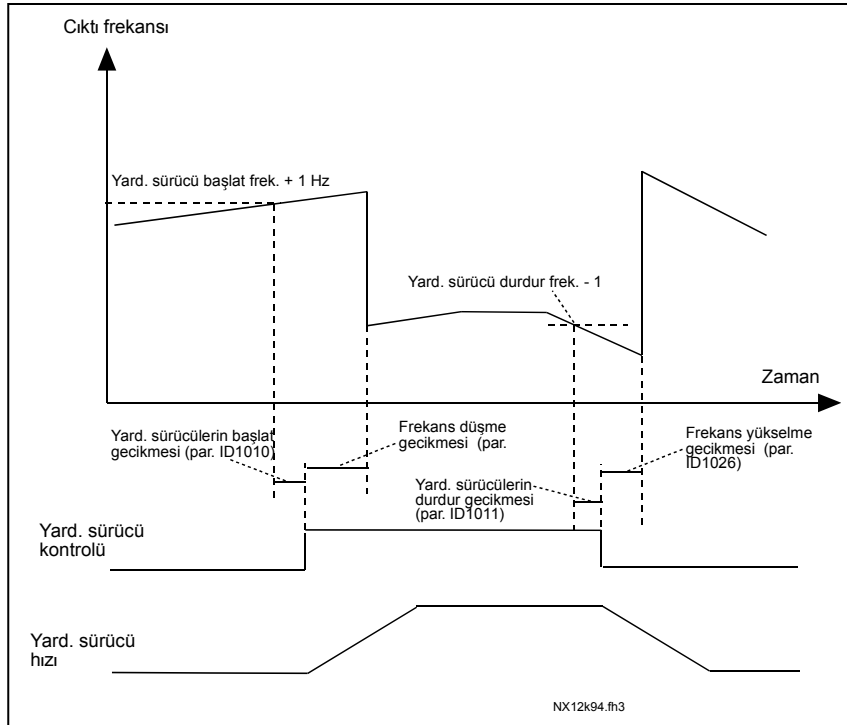 Cıktı frekansı
Yard. sürücü başlat frek. + 1 Hz
Yard. sürücü durdur frek. - 1
Zaman
Yard. sürücülerin başlat
gecikmesi (par. ID1010)
Frekans düşme
gecikmesi (par.
Yard. sürücülerin
durdur gecikmesi
(par. ID1011)
Frekans yükselme
gecikmesi (par.
ID1026)
Yard. sürücü
kontrolü
Yard. sürücü
hızı
NX12k94.fh3